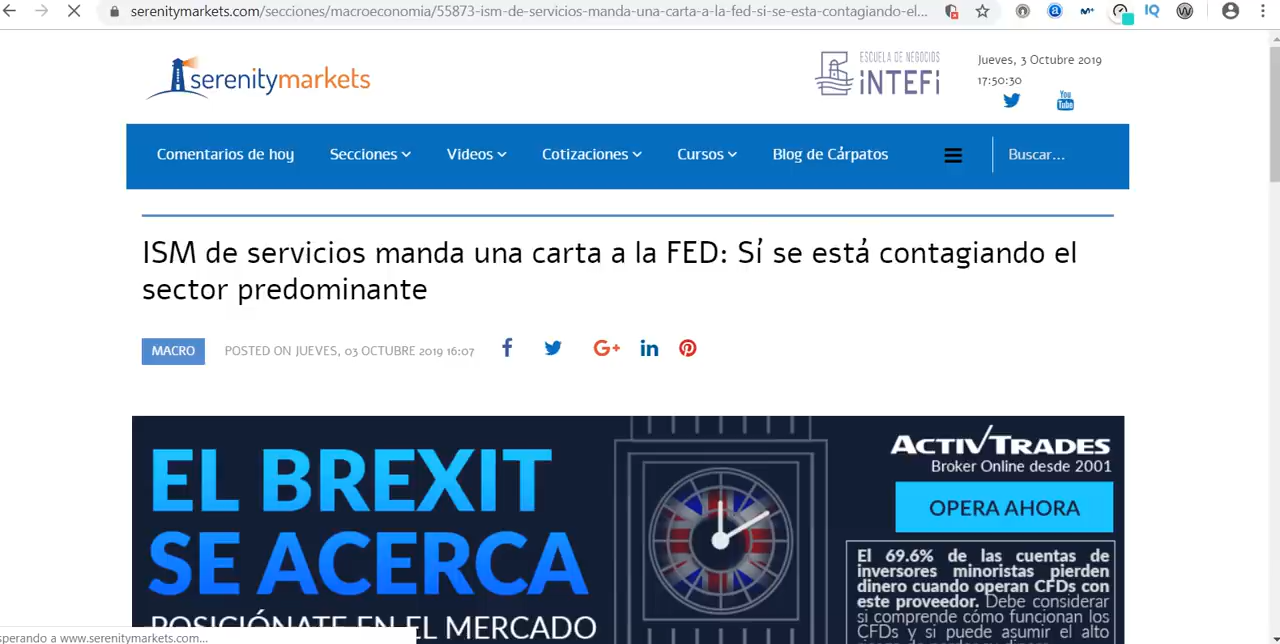 serenitymarkets.com/secciones/macroeconomia/55873-ism-de-servicios-manda-una-carta-a-la-fed-si-se-esta-contagiando-el...
serenitymarkets
ESCUELA DE NEGOCIOS
INTEFi
Jueves, 3 Octubre 2019
17:50:30
You
Tube
Comentarios de hoy Secciones Videos Cotizaciones Cursos Blog de Cárpatos Buscar...
ISM de servicios manda una carta a la FED: Sí se está contagiando el
sector predominante
MACRO POSTED ON JUEVES, 03 OCTUBRE 2019 16:07 f G+ in
EL BREXIT
SE ACERCA
POSICIÓNATE EN EL MERCADO
ACTIVTRADES
Broker Online desde 2001
OPERA AHORA
El 69.6% de las cuentas de
inversores minoristas pierden
dinero cuando operan CFDs con
este proveedor. Debe considerar
si comprende cómo funcionan los
CFDs y si puede asumir el alto
sperando a www.serenitymarkets.com...